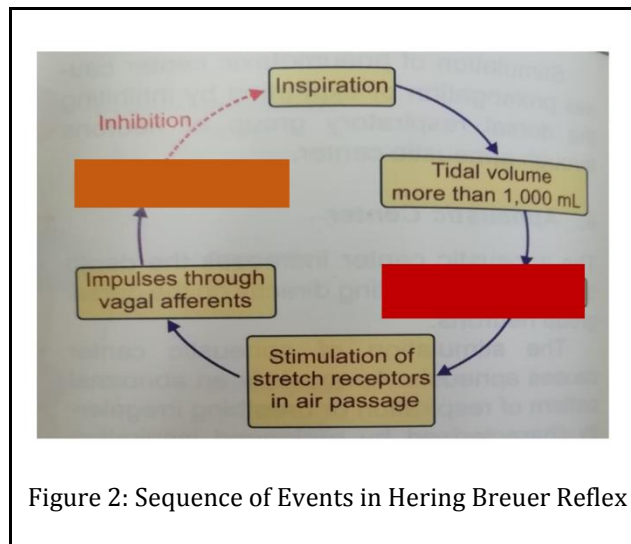 Inspiration
Inhibition
Tidal volume
more than 1,000 mL
Impulses through
vagal afferents
Stimulation of
stretch receptors
in air passage
Figure 2: Sequence of Events in Hering Breuer Reflex